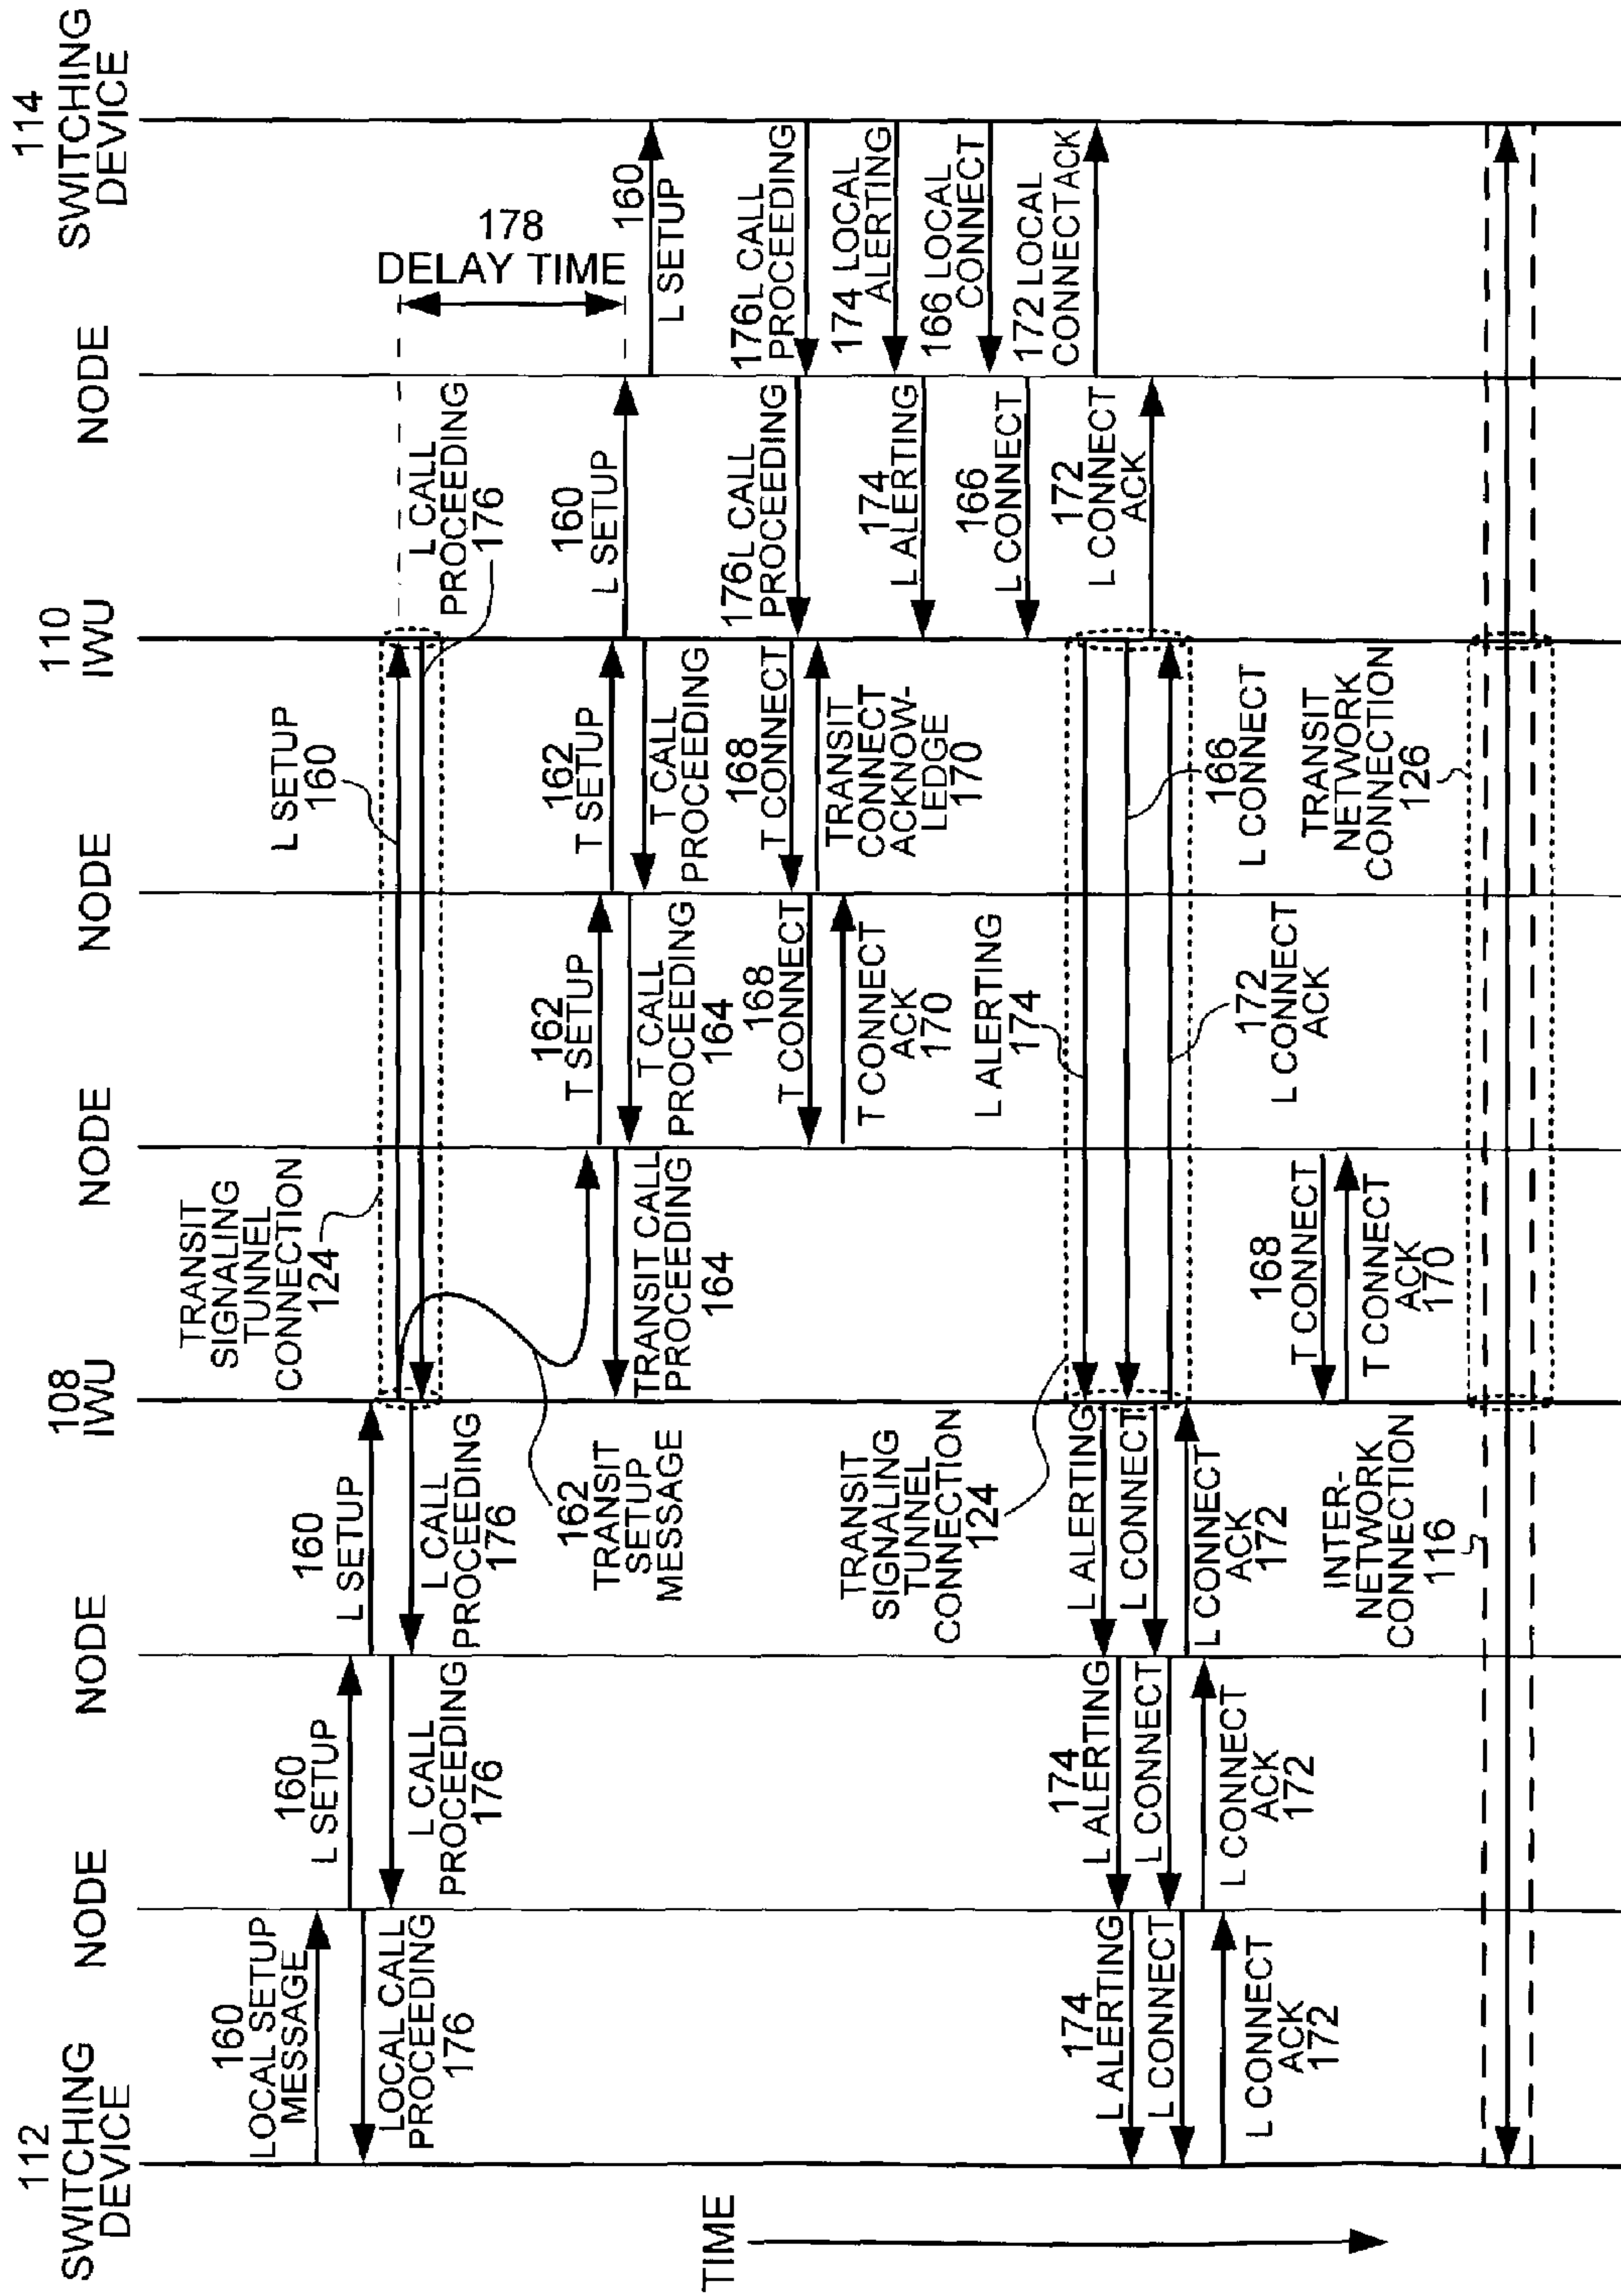 112
SWITCHING
DEVICE
NODE
NODE
108
IWU
NODE
NODE
110
IWU
NODE
114
SWITCHING
DEVICE
TIME
160
LOCAL SETUP
MESSAGE
LOCAL CALL
PROCEEDING
176
174
L ALERTING
L CONNECT
L CONNECT
ACK
172
160
L SETUP
L CALL
PROCEEDING
176
174
L ALERTING
L CONNECT
L CONNECT
ACK
172
160
L SETUP
L CALL
PROCEEDING
176
162
TRANSIT
SETUP
MESSAGE
TRANSIT
SIGNALING
TUNNEL
CONNECTION
124
L ALERTING
L CONNECT
L CONNECT
ACK
172
INTER-
NETWORK
CONNECTION
116
TRANSIT
SIGNALING
TUNNEL
CONNECTION
124
TRANSIT CALL
PROCEEDING
164
168
T CONNECT
T CONNECT
ACK
170
162
T SETUP
T CALL
PROCEEDING
164
168
T CONNECT
T CONNECT
ACK
170
L ALERTING
174
172
L CONNECT
ACK
L SETUP
160
162
T SETUP
T CALL
PROCEEDING
168
T CONNECT
TRANSIT
CONNECT
ACKNOW-
LEDGE
170
166
L CONNECT
TRANSIT
NETWORK
CONNECTION
126
L CALL
PROCEEDING
176
160
L SETUP
176L CALL
PROCEEDING
174
L ALERTING
166
L CONNECT
172
L CONNECT
ACK
178
DELAY TIME
160
L SETUP
176L CALL
PROCEEDING
174 LOCAL
ALERTING
166 LOCAL
CONNECT
172 LOCAL
CONNECT ACK